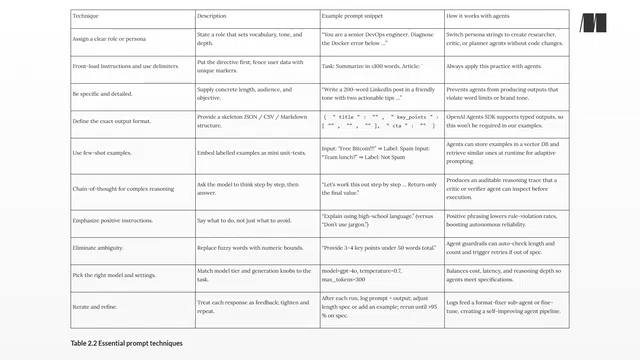 Technique
Description
Example prompt snippet
How it works with agents
Assign a clear role or persona
State a role that sets vocabulary, tone, and
depth.
"You are a senior DevOps engineer. Diagnose
the Docker error below ..."
Switch persona strings to create researcher,
critic, or planner agents without code changes.
Front-load Instructions and use delimiters
Put the directive first; fence user data with
unique markers.
Task: Summarize in ≤100 words, Article: `
Always apply this practice with agents.
Be specific and detailed.
Supply concrete length, audience, and
objective.
"Write a 200-word LinkedIn post in a friendly
tone with two actionable tips ..."
Prevents agents from producing outputs that
violate word limits or brand tone.
Define the exact output format.
Provide a skeleton JSON / CSV / Markdown
structure.
{ " title " : "" , " key_points " :
[ "" , "" , "" ], " cta " : "" }
OpenAI Agents SDK supports typed outputs, so
this won't be required in our examples.
Use few-shot examples.
Embed labelled examples as mini unit-tests.
Input: "Free Bitcoin!!!" ⇒ Label: Spam Input:
"Team lunch?" ⇒ Label: Not Spam
Agents can store examples in a vector DB and
retrieve similar ones at runtime for adaptive
prompting
Chain-of-thought for complex reasoning
Ask the model to think step by step, then
answer.
"Let's work this out step by step ... Return only
the final value."
Produces an auditable reasoning trace that a
critic or verifier agent can inspect before
execution.
Emphasize positive instructions.
Say what to do, not just what to avoid.
"Explain using high-school language." (versus
"Don't use jargon.")
Positive phrasing lowers rule-violation rates,
boosting autonomous reliability.
Eliminate ambiguity.
Replace fuzzy words with numeric bounds.
"Provide 3-4 key points under 50 words total."
Agent guardrails can auto-check length and
count and trigger retries if out of spec.
Pick the right model and settings.
Match model tier and generation knobs to the
task.
model=gpt-4o, temperature=0.7,
max_tokens=300
Balances cost, latency, and reasoning depth so
agents meet specifications.
Iterate and refine.
Treat each response as feedback; tighten and
repeat.
After each run, log prompt + output; adjust
length spec or add an example; rerun until >95
% on spec.
Logs feed a format-fixer sub-agent or fine-
tune, creating a self-improving agent pipeline.
Table 2.2 Essential prompt techniques